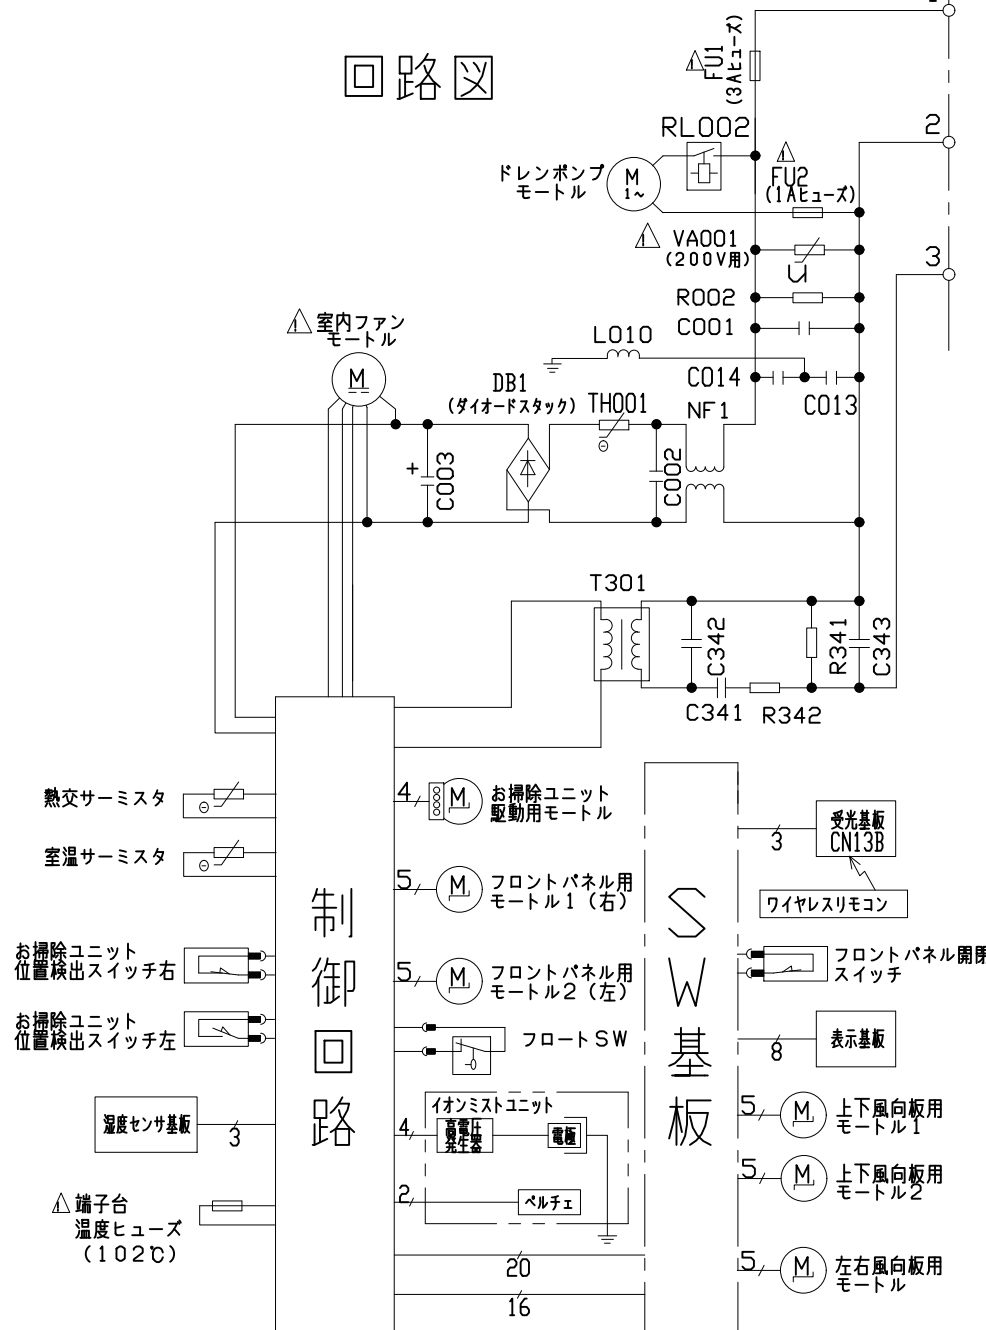 回路図
FU1
(3Aヒューズ)
2
3
RL002
ドレンポンプ
モートル
M
1～
FU2
(1Aヒューズ)
VA001
(200V用)
U
R002
C001
L010
C014
C013
室内ファン
モートル
M
DB1
(ダイオードスタック)
TH001
NF1
+
C003
C002
T301
C342
R341
C343
C341
R342
熱交サーミスタ
室温サーミスタ
お掃除ユニット
位置検出スイッチ右
お掃除ユニット
位置検出スイッチ左
湿度センサ基板
3
端子台
温度ヒューズ
(102℃)
制御回路
4
M
お掃除ユニット
駆動用モートル
5
M
フロントパネル用
モートル1(右)
5
M
フロントパネル用
モートル2(左)
フロートSW
イオンミストユニット
4
高電圧
発生器
電極
2
ペルチェ
20
16
SW基板
3
受光基板
CN13B
ワイヤレスリモコン
フロントパネル開閉
スイッチ
8
表示基板
5
M
上下風向板用
モートル1
5
M
上下風向板用
モートル2
5
M
左右風向板用
モートル